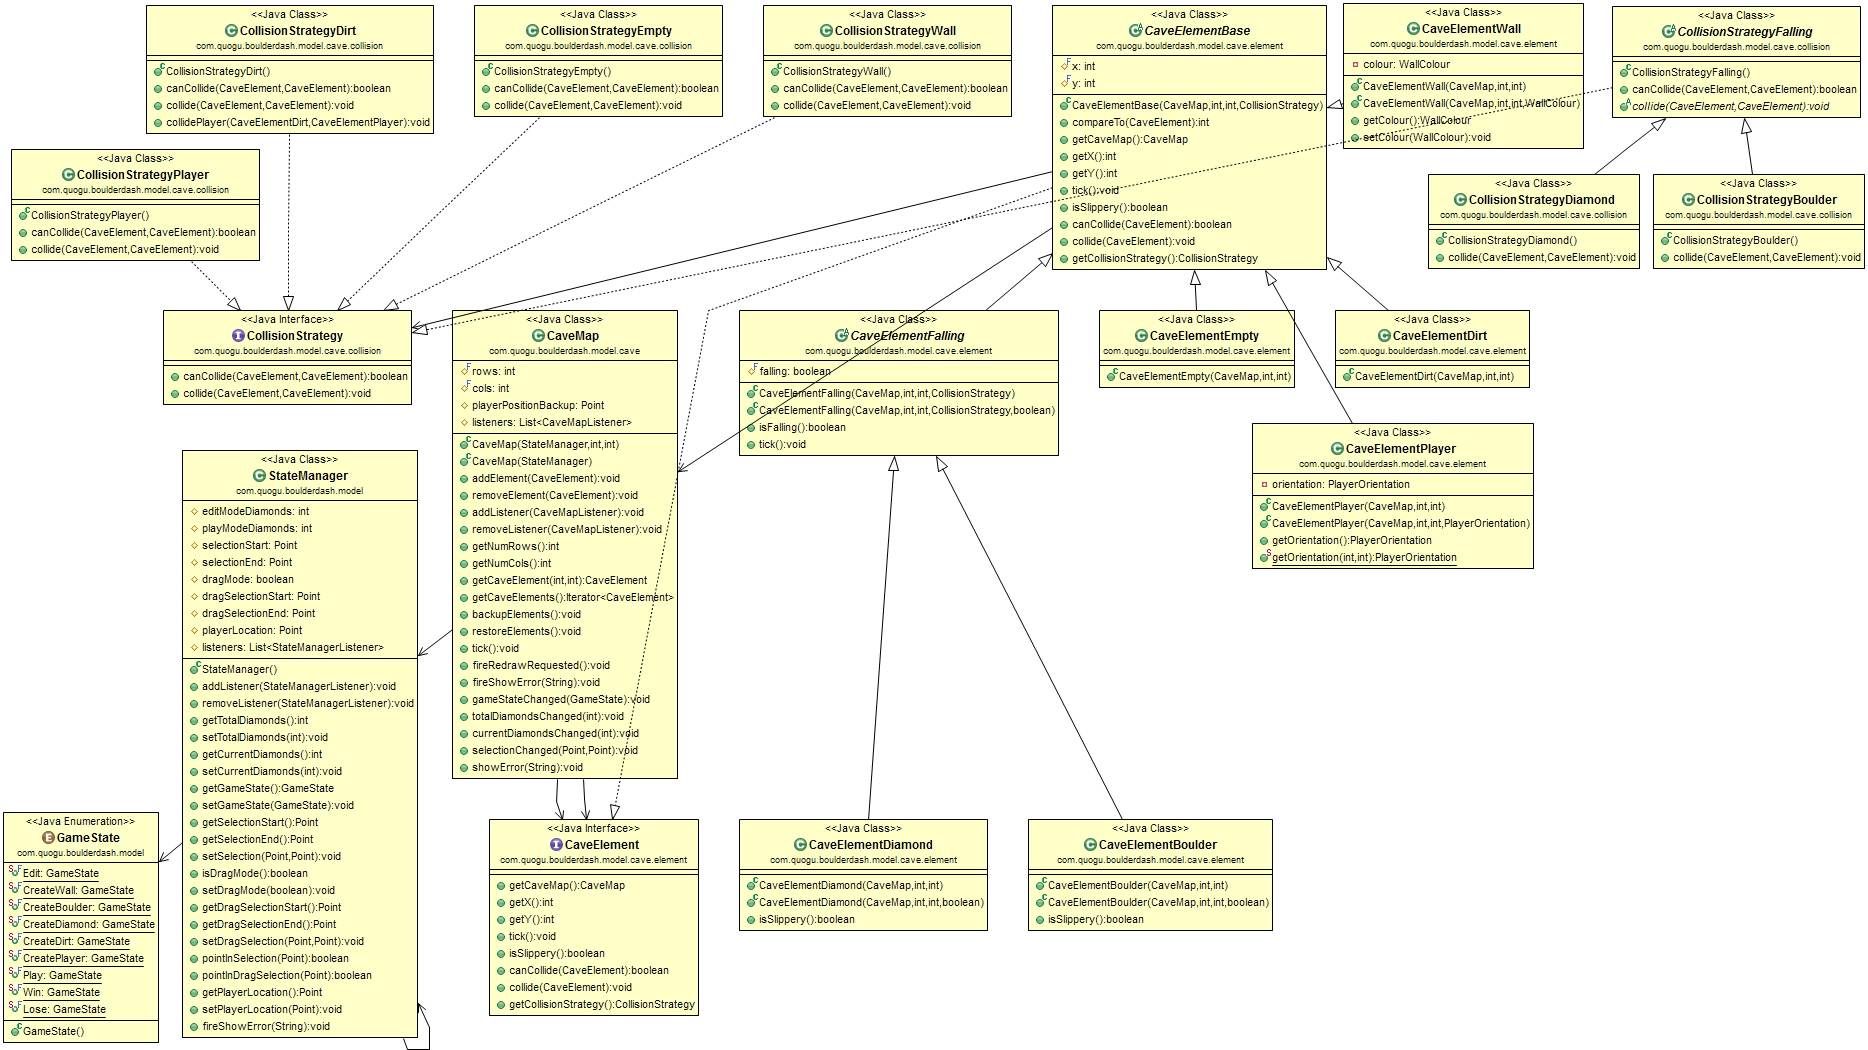 <<Java Class>>
CollisionStrategyDirt
com.quogu.boulderdash.model.cave.collision
CollisionStrategyDirt()
canCollide(CaveElement,CaveElement):boolean
collide(CaveElement,CaveElement):void
collidePlayer(CaveElementDirt,CaveElementPlayer):void
<<Java Class>>
CollisionStrategyEmpty
com.quogu.boulderdash.model.cave.collision
CollisionStrategyEmpty()
canCollide(CaveElement,CaveElement):boolean
collide(CaveElement,CaveElement):void
<<Java Class>>
CollisionStrategyWall
com.quogu.boulderdash.model.cave.collision
CollisionStrategyWall()
canCollide(CaveElement,CaveElement):boolean
collide(CaveElement,CaveElement):void
<<Java Class>>
CaveElementBase
com.quogu.boulderdash.model.cave.element
x: int
y: int
CaveElementBase(CaveMap,int,int,CollisionStrategy)
compareTo(CaveElement):int
getCaveMap():CaveMap
getX():int
getY():int
tick():void
isSlippery():boolean
canCollide(CaveElement):boolean
collide(CaveElement):void
getCollisionStrategy():CollisionStrategy
<<Java Class>>
CaveElementWall
com.quogu.boulderdash.model.cave.element
colour: WallColour
CaveElementWall(CaveMap,int,int)
CaveElementWall(CaveMap,int,int,WallColour)
getColour():WallColour
setColour(WallColour):void
<<Java Class>>
CollisionStrategyFalling
com.quogu.boulderdash.model.cave.collision
CollisionStrategyFalling()
canCollide(CaveElement,CaveElement):boolean
collide(CaveElement,CaveElement):void
<<Java Class>>
CollisionStrategyPlayer
com.quogu.boulderdash.model.cave.collision
CollisionStrategyPlayer()
canCollide(CaveElement,CaveElement):boolean
collide(CaveElement,CaveElement):void
<<Java Class>>
CollisionStrategyDiamond
com.quogu.boulderdash.model.cave.collision
CollisionStrategyDiamond()
collide(CaveElement,CaveElement):void
<<Java Class>>
CollisionStrategyBoulder
com.quogu.boulderdash.model.cave.collision
CollisionStrategyBoulder()
collide(CaveElement,CaveElement):void
<<Java Interface>>
CollisionStrategy
com.quogu.boulderdash.model.cave.collision
canCollide(CaveElement,CaveElement):boolean
collide(CaveElement,CaveElement):void
<<Java Class>>
CaveMap
com.quogu.boulderdash.model.cave
rows: int
cols: int
playerPositionBackup: Point
listeners: List<CaveMapListener>
CaveMap(StateManager,int,int)
CaveMap(StateManager)
addElement(CaveElement):void
removeElement(CaveElement):void
addListener(CaveMapListener):void
removeListener(CaveMapListener):void
getNumRows():int
getNumCols():int
getCaveElement(int,int):CaveElement
getCaveElements():Iterator<CaveElement>
backupElements():void
restoreElements():void
tick():void
fireRedrawRequested():void
fireShowError(String):void
gameStateChanged(GameState):void
totalDiamondsChanged(int):void
currentDiamondsChanged(int):void
selectionChanged(Point,Point):void
showError(String):void
<<Java Class>>
CaveElementFalling
com.quogu.boulderdash.model.cave.element
falling: boolean
CaveElementFalling(CaveMap,int,int,CollisionStrategy)
CaveElementFalling(CaveMap,int,int,CollisionStrategy,boolean)
isFalling():boolean
tick():void
<<Java Class>>
CaveElementEmpty
com.quogu.boulderdash.model.cave.element
CaveElementEmpty(CaveMap,int,int)
<<Java Class>>
CaveElementDirt
com.quogu.boulderdash.model.cave.element
CaveElementDirt(CaveMap,int,int)
<<Java Class>>
CaveElementPlayer
com.quogu.boulderdash.model.cave.element
orientation: PlayerOrientation
CaveElementPlayer(CaveMap,int,int)
CaveElementPlayer(CaveMap,int,int,PlayerOrientation)
getOrientation():PlayerOrientation
getOrientation(int,int):PlayerOrientation
<<Java Class>>
StateManager
com.quogu.boulderdash.model
editModeDiamonds: int
playModeDiamonds: int
selectionStart: Point
selectionEnd: Point
dragMode: boolean
dragSelectionStart: Point
dragSelectionEnd: Point
playerLocation: Point
listeners: List<StateManagerListener>
StateManager()
addListener(StateManagerListener):void
removeListener(StateManagerListener):void
getTotalDiamonds():int
setTotalDiamonds(int):void
getCurrentDiamonds():int
setCurrentDiamonds(int):void
getGameState():GameState
setGameState(GameState):void
getSelectionStart():Point
getSelectionEnd():Point
setSelection(Point,Point):void
isDragMode():boolean
setDragMode(boolean):void
getDragSelectionStart():Point
getDragSelectionEnd():Point
setDragSelection(Point,Point):void
pointInSelection(Point):boolean
pointInDragSelection(Point):boolean
getPlayerLocation():Point
setPlayerLocation(Point):void
fireShowError(String):void
<<Java Enumeration>>
GameState
com.quogu.boulderdash.model
Edit: GameState
CreateWall: GameState
CreateBoulder: GameState
CreateDiamond: GameState
CreateDirt: GameState
CreatePlayer: GameState
Play: GameState
Win: GameState
Lose: GameState
GameState()
<<Java Interface>>
CaveElement
com.quogu.boulderdash.model.cave.element
getCaveMap():CaveMap
getX():int
getY():int
tick():void
isSlippery():boolean
canCollide(CaveElement):boolean
collide(CaveElement):void
getCollisionStrategy():CollisionStrategy
<<Java Class>>
CaveElementDiamond
com.quogu.boulderdash.model.cave.element
CaveElementDiamond(CaveMap,int,int)
CaveElementDiamond(CaveMap,int,int,boolean)
isSlippery():boolean
<<Java Class>>
CaveElementBoulder
com.quogu.boulderdash.model.cave.element
CaveElementBoulder(CaveMap,int,int)
CaveElementBoulder(CaveMap,int,int,boolean)
isSlippery():boolean